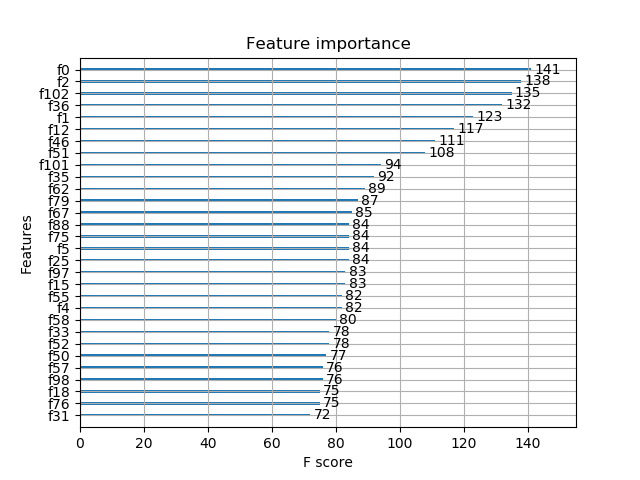 Feature importance
f0 141
f2 138
f102 135
f36 132
f1 123
f12 117
f46 111
f51 108
f101 94
f35 92
f62 89
f79 87
f67 85
f88 84
f75 84
f5 84
f25 84
f97 83
f15 83
f55 82
f4 82
f58 80
f33 78
f52 78
f50 77
f57 76
f98 76
f18 75
f76 75
f31 72
0 20 40 60 80 100 120 140
F score
Features